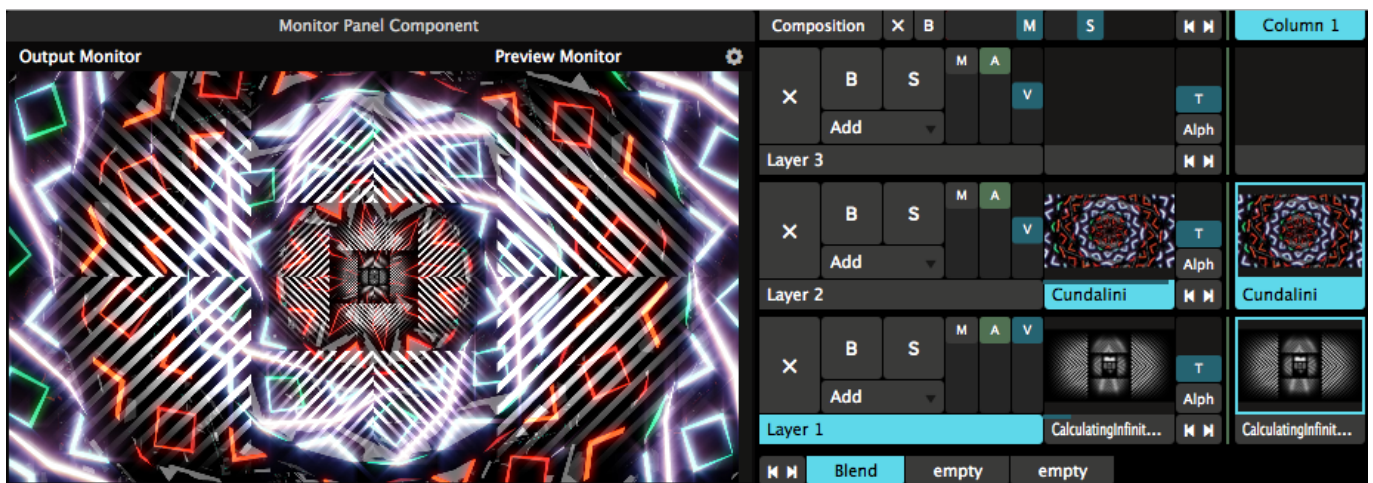 Monitor Panel Component
Output Monitor Preview Monitor
Composition × B M S Column 1
× B S M A V T
Add Alph
Layer 3
× B S M A V T
Add Alph
Layer 2 Cundalini Cundalini
× B S M A V T
Add Alph
Layer 1 CalculatingInfinit... CalculatingInfinit...
Blend empty empty